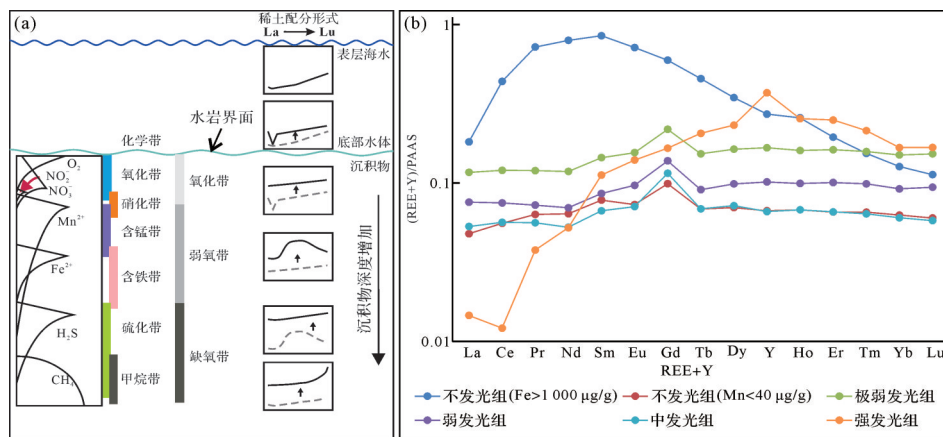 (a)
稀土配分形式
La Lu
表层海水
水岩界面
化学带
底部水体
沉积物
O₂
NO₂⁻
NO₃⁻
Mn²⁺
Fe²⁺
H₂S
CH₄
氧化带
硝化带
含锰带
含铁带
硫化带
甲烷带
氧化带
弱氧带
缺氧带
沉积物深度增加
(b)
(REE+Y)/PAAS
1
0.1
0.01
La Ce Pr Nd Sm Eu Gd Tb Dy Y Ho Er Tm Yb Lu
REE+Y
不发光组(Fe>1 000 μg/g) 不发光组(Mn<40 μg/g) 极弱发光组
弱发光组 中发光组 强发光组